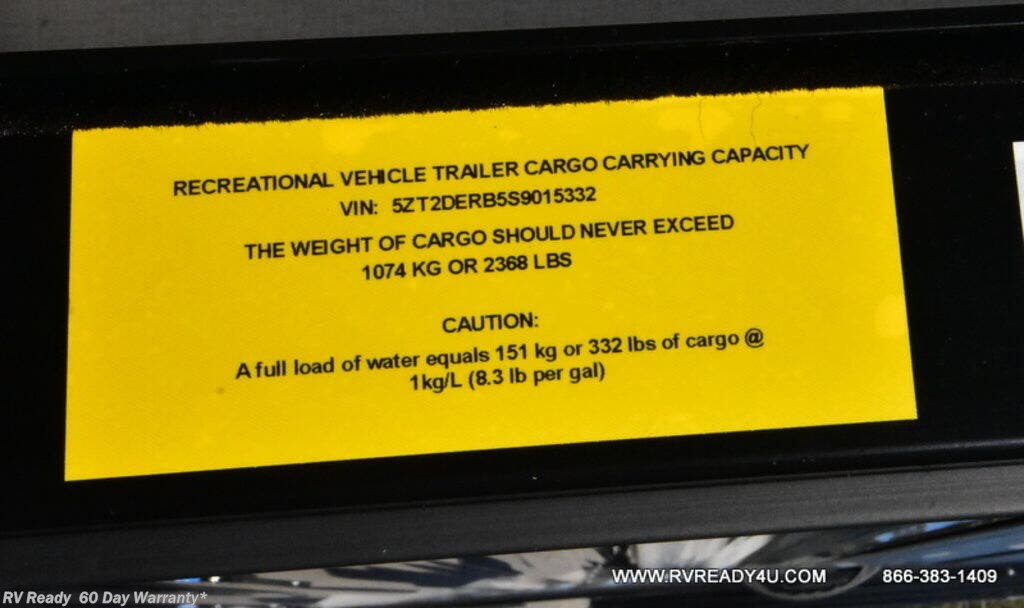 RECREATIONAL VEHICLE TRAILER CARGO CARRYING CAPACITY
VIN: 5ZT2DERB5S9015332
THE WEIGHT OF CARGO SHOULD NEVER EXCEED
1074 KG OR 2368 LBS
CAUTION:
A full load of water equals 151 kg or 332 lbs of cargo @
1kg/L (8.3 lb per gal)
WWW.RVREADY4U.COM 866-383-1409
RV Ready 60 Day Warranty*